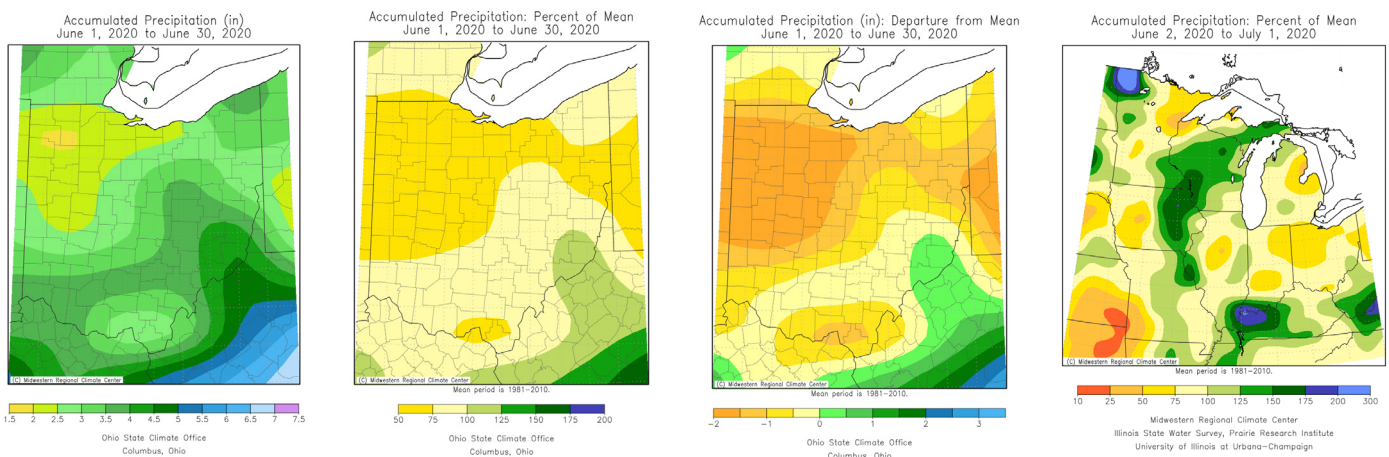 Accumulated Precipitation (in)
June 1, 2020 to June 30, 2020
(C) Midwestern Regional Climate Center
1.5 2 2.5 3 3.5 4 4.5 5 5.5 6 6.5 7 7.5
Ohio State Climate Office
Columbus, Ohio
Accumulated Precipitation: Percent of Mean
June 1, 2020 to June 30, 2020
(C) Midwestern Regional Climate Center
Mean period is 1981–2010.
50 75 100 125 150 175 200
Ohio State Climate Office
Columbus, Ohio
Accumulated Precipitation (in): Departure from Mean
June 1, 2020 to June 30, 2020
(C) Midwestern Regional Climate Center
Mean period is 1981–2010.
−2 −1 0 1 2 3
Ohio State Climate Office
Columbus, Ohio
Accumulated Precipitation: Percent of Mean
June 2, 2020 to July 1, 2020
(C) Midwestern Regional Climate Center
Mean period is 1981–2010.
10 25 50 75 100 125 150 175 200 300
Midwestern Regional Climate Center
Illinois State Water Survey, Prairie Research Institute
University of Illinois at Urbana–Champaign